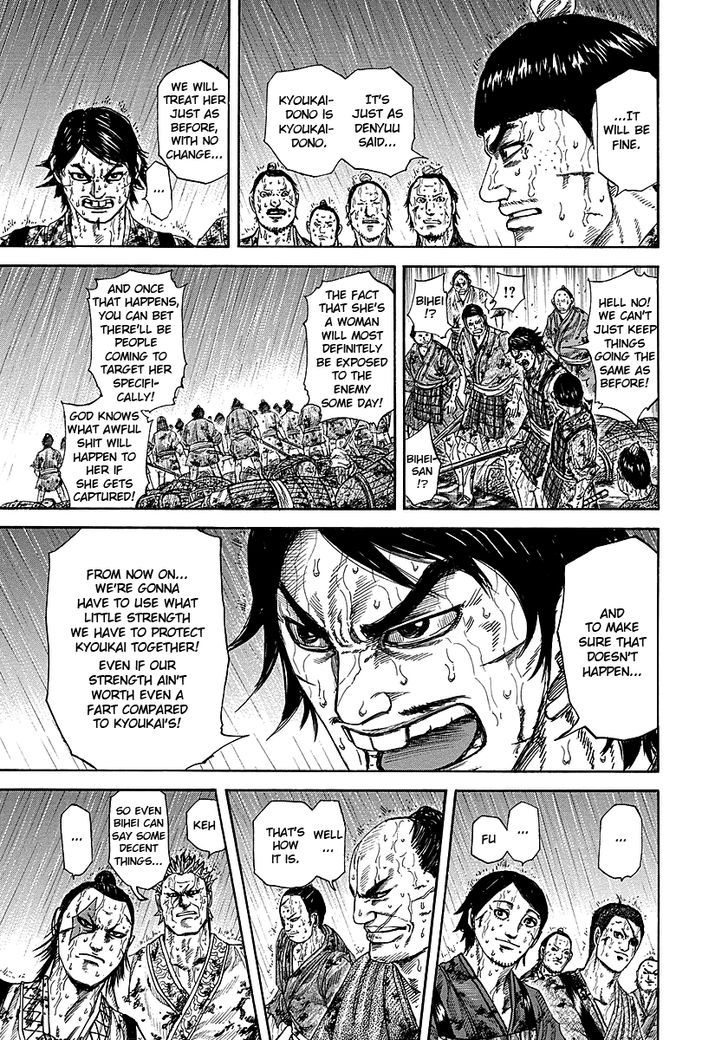 ...IT
WILL BE
FINE.
IT'S
JUST AS
DENYUU
SAID...
KYOUKAI-
DONO IS
KYOUKAI-
DONO.
WE WILL
TREAT HER
JUST AS
BEFORE,
WITH NO
CHANGE...
...
HELL NO!
WE CAN'T
JUST KEEP
THINGS
GOING
THE SAME AS
BEFORE!
!?
BIHEI
!?
BIHEI-
SAN
!?
THE FACT
THAT SHE'S
A WOMAN
WILL MOST
DEFINITELY
BE EXPOSED
TO THE
ENEMY
SOME DAY!
AND ONCE
THAT HAPPENS,
YOU CAN BET
THERE'LL BE
PEOPLE
COMING
TO TARGET
HER
SPECIFI-
CALLY!
GOD KNOWS
WHAT AWFUL
SHIT WILL
HAPPEN TO
HER IF
SHE GETS
CAPTURED!
AND
TO MAKE
SURE THAT
DOESN'T
HAPPEN...
FROM NOW ON...
WE'RE GONNA
HAVE TO USE WHAT
LITTLE STRENGTH
WE HAVE TO PROTECT
KYOUKAI TOGETHER!
EVEN IF OUR
STRENGTH AIN'T
WORTH EVEN A
FART COMPARED
TO KYOUKAI'S!
...
...
FU
WELL
...
THAT'S
HOW
IT IS.
KEH
SO EVEN
BIHEI CAN
SAY SOME
DECENT
THINGS...
...